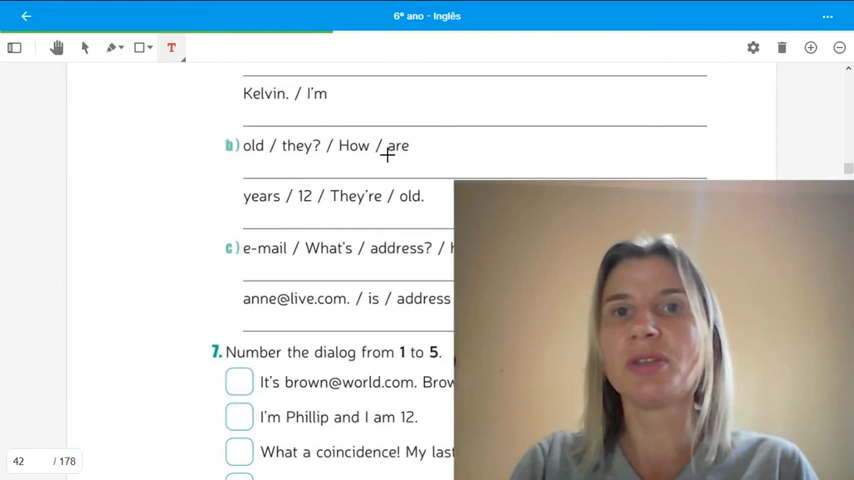 6º ano - Inglês
T
Kelvin. / I'm
b) old / they? / How / are
years / 12 / They're / old.
c) e-mail / What's / address? /
anne@live.com. / is / address
7. Number the dialog from 1 to 5.
It's brown@world.com.
I'm Phillip and I am 12.
What a coincidence! My last
42 / 178